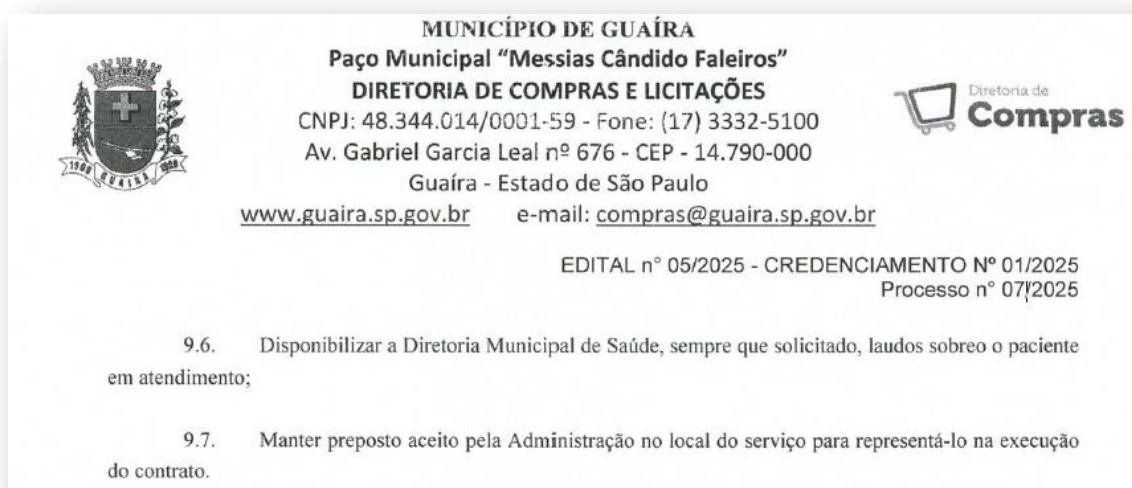 MUNICÍPIO DE GUAÍRA
Paço Municipal “Messias Cândido Faleiros”
DIRETORIA DE COMPRAS E LICITAÇÕES
CNPJ: 48.344.014/0001-59 - Fone: (17) 3332-5100
Av. Gabriel Garcia Leal nº 676 - CEP - 14.790-000
Guaíra - Estado de São Paulo
www.guaira.sp.gov.br e-mail: compras@guaira.sp.gov.br
1909 GUAIRA 1928
Diretoria de
Compras
EDITAL n° 05/2025 - CREDENCIAMENTO Nº 01/2025
Processo n° 07/2025
9.6. Disponibilizar a Diretoria Municipal de Saúde, sempre que solicitado, laudos sobreo o paciente
em atendimento;
9.7. Manter preposto aceito pela Administração no local do serviço para representá-lo na execução
do contrato.